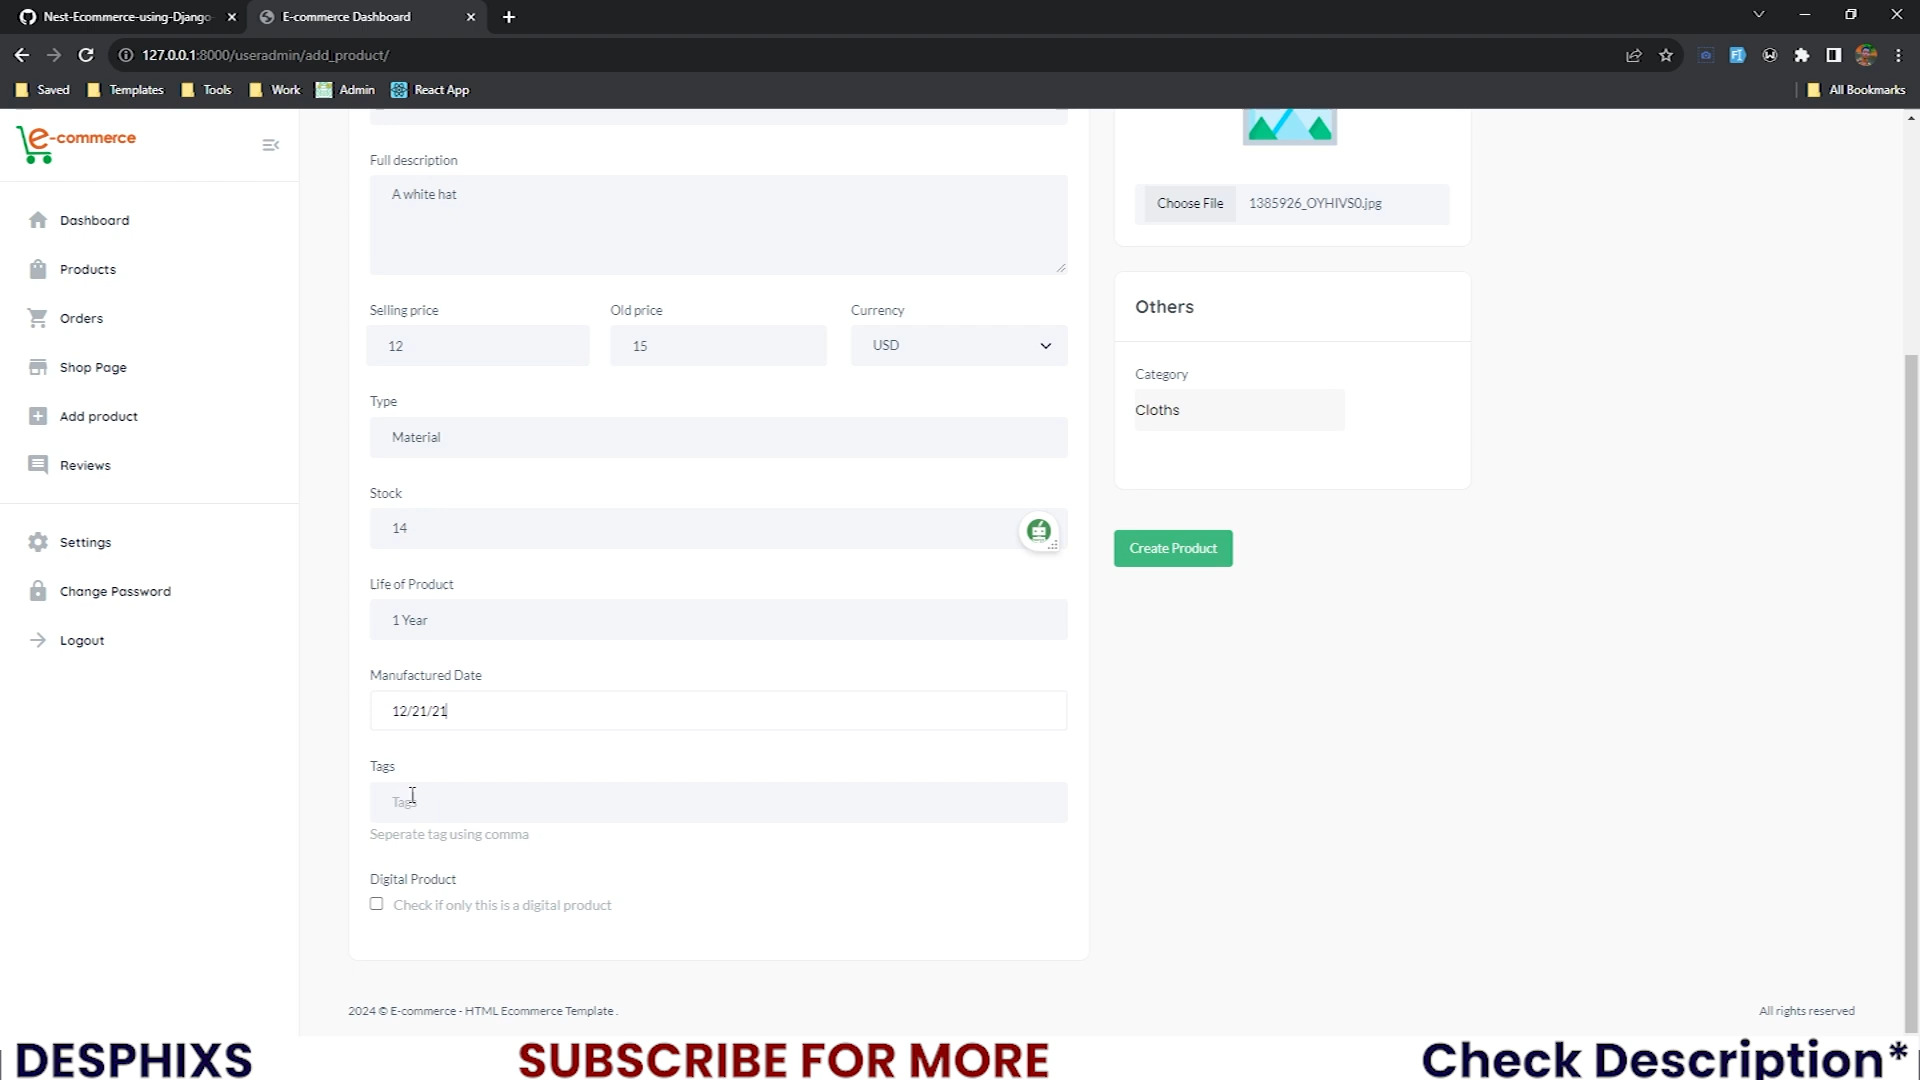 Nest-Ecommerce-using-Django-
E-commerce Dashboard
127.0.0.1:8000/useradmin/add_product/
Saved
Templates
Tools
Work
Admin
React App
All Bookmarks
e-commerce
Dashboard
Products
Orders
Shop Page
Add product
Reviews
Settings
Change Password
Logout
Full description
A white hat
Selling price
Old price
Currency
12
15
USD
Type
Material
Stock
14
Life of Product
1 Year
Manufactured Date
12/21/21
Tags
Tags
Seperate tag using comma
Digital Product
Check if only this is a digital product
Choose File
1385926_OYHIVS0.jpg
Others
Category
Cloths
Create Product
2024 © E-commerce - HTML Ecommerce Template .
All rights reserved
DESPHIXS
SUBSCRIBE FOR MORE
Check Description*